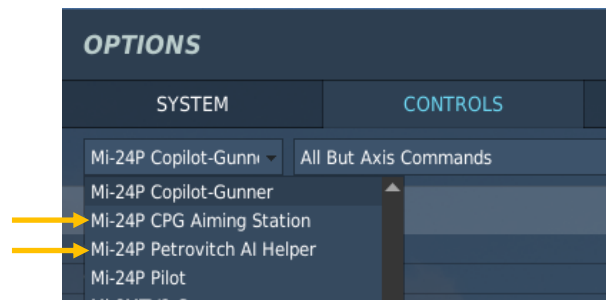 OPTIONS
SYSTEM CONTROLS
Mi-24P Copilot-Gunn All But Axis Commands
Mi-24P Copilot-Gunner
Mi-24P CPG Aiming Station
Mi-24P Petrovitch AI Helper
Mi-24P Pilot